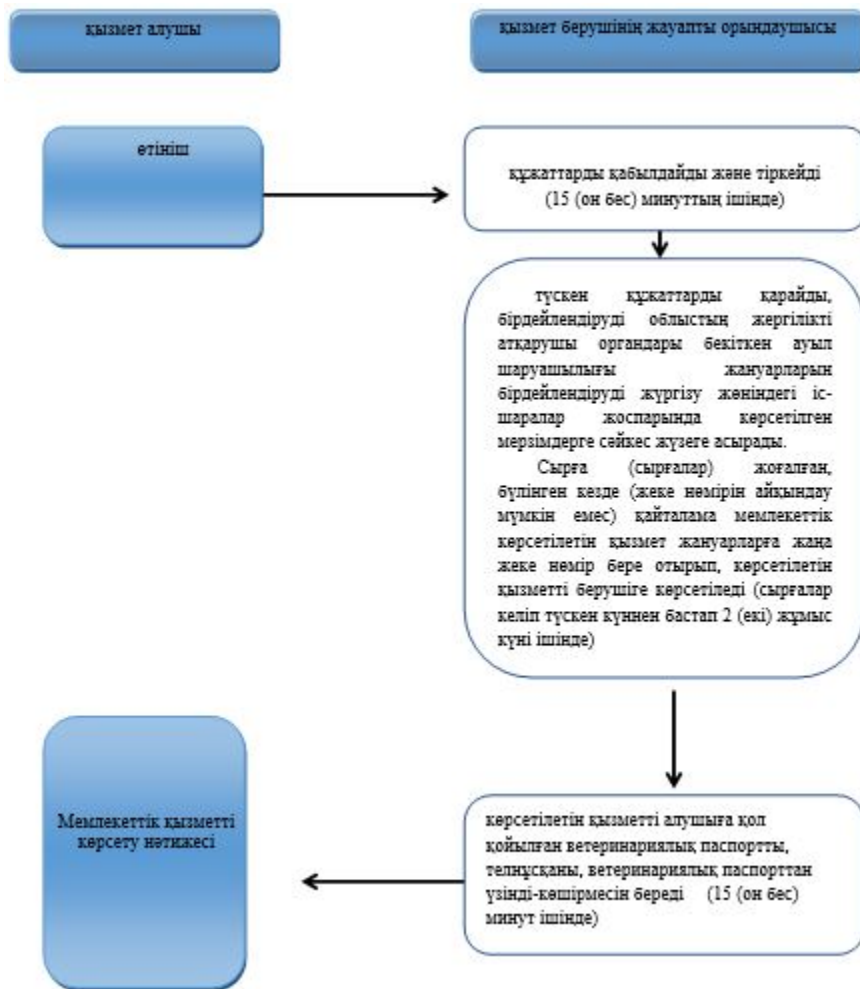 қызмет алушы
қызмет берушінің жауапты орындаушысы
өтініш
құжаттарды қабылдайды және тіркейді
(15 (он бес) минуттың ішінде)
түскен құжаттарды қарайды,
бірдейлендіруді облыстың жергілікті
атқарушы органдары бекіткен ауыл
шаруашылығы жануарларын
бірдейлендіруді жүргізу жөніндегі іс-
шаралар жоспарында көрсетілген
мерзімдерге сәйкес жүзеге асырады.
Сырға (сырғалар) жоғалған,
бүлінген кезде (жеке нөмірін айқындау
мүмкін емес) қайталама мемлекеттік
көрсетілетін қызмет жануарларға жаңа
жеке нөмір бере отырып, көрсетілетін
қызметті берушіге көрсетіледі (сырғалар
келіп түскен күннен бастап 2 (екі) жұмыс
күні ішінде)
Мемлекеттік қызметті
көрсету нәтижесі
көрсетілетін қызметті алушыға қол
қойылған ветеринариялық паспортты,
телнұсқаны, ветеринариялық паспорттан
үзінді-көшірмесін береді (15 (он бес)
минут ішінде)